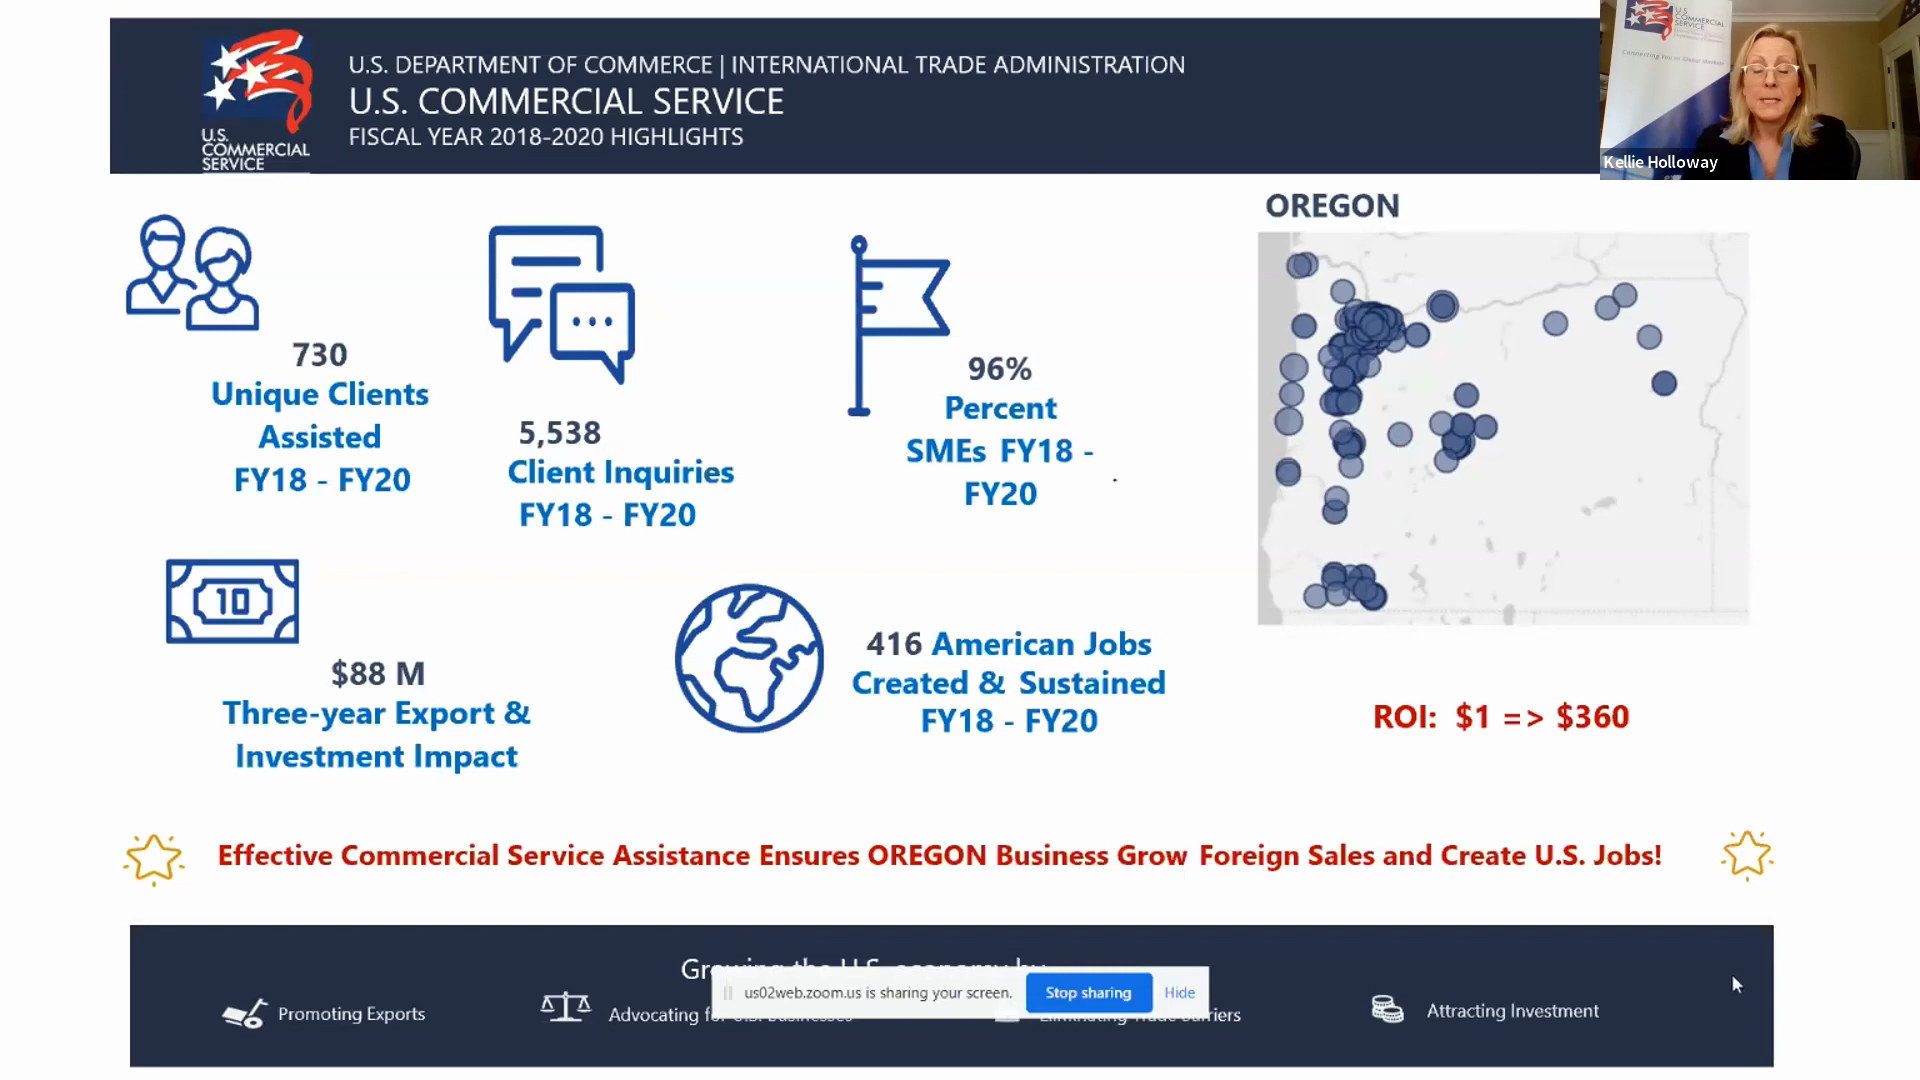 U.S. DEPARTMENT OF COMMERCE | INTERNATIONAL TRADE ADMINISTRATION
U.S. COMMERCIAL SERVICE
FISCAL YEAR 2018-2020 HIGHLIGHTS
U.S.
COMMERCIAL
SERVICE
U.S.
COMMERCIAL
SERVICE
Kellie Holloway
OREGON
730
Unique Clients
Assisted
FY18 - FY20
5,538
Client Inquiries
FY18 - FY20
96%
Percent
SMEs FY18 -
FY20
10
$88 M
Three-year Export &
Investment Impact
416 American Jobs
Created & Sustained
FY18 - FY20
ROI: $1 => $360
Effective Commercial Service Assistance Ensures OREGON Business Grow Foreign Sales and Create U.S. Jobs!
Growing the U.S. economy by
us02web.zoom.us is sharing your screen.
Stop sharing
Hide
Promoting Exports
Advocating for U.S. Businesses
Eliminating Trade Barriers
Attracting Investment